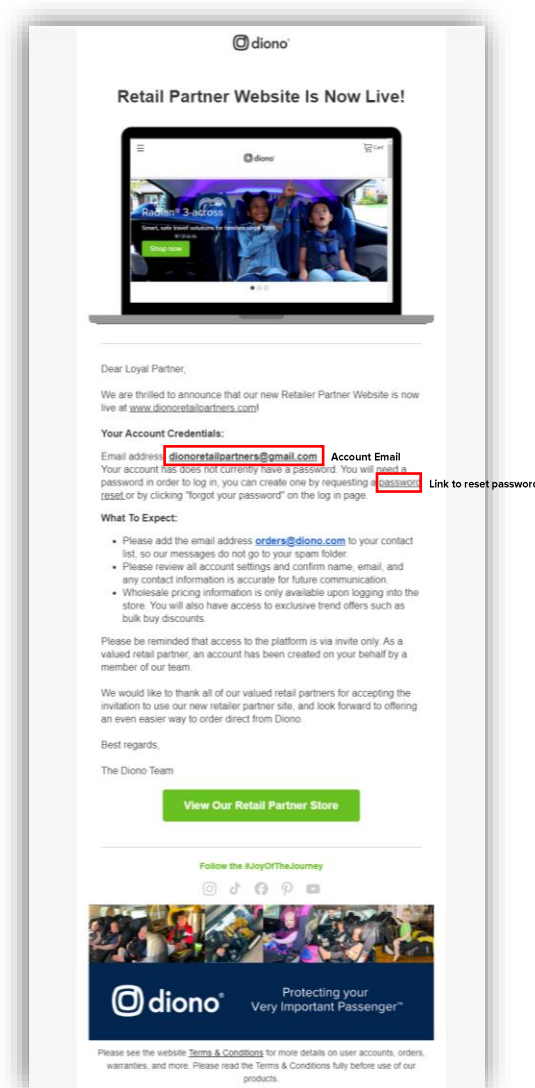 diono
Retail Partner Website Is Now Live!
Cart
diono
Radian® 3-across
Smart, safe travel solutions for families since 1999
Shop now
Dear Loyal Partner,
We are thrilled to announce that our new Retailer Partner Website is now
live at www.dionoretailpartners.com!
Your Account Credentials:
Email address: dionoretailpartners@gmail.com Account Email
Your account has does not currently have a password. You will need a
password in order to log in, you can create one by requesting a password Link to reset password
reset or by clicking "forgot your password" on the log in page.
What To Expect:
• Please add the email address orders@diono.com to your contact
list, so our messages do not go to your spam folder.
• Please review all account settings and confirm name, email, and
any contact information is accurate for future communication.
• Wholesale pricing information is only available upon logging into the
store. You will also have access to exclusive trend offers such as
bulk buy discounts.
Please be reminded that access to the platform is via invite only. As a
valued retail partner, an account has been created on your behalf by a
member of our team.
We would like to thank all of our valued retail partners for accepting the
invitation to use our new retailer partner site, and look forward to offering
an even easier way to order direct from Diono.
Best regards,
The Diono Team
View Our Retail Partner Store
Follow the #JoyOfTheJourney
diono®
Protecting your
Very Important Passenger™
Please see the website Terms & Conditions for more details on user accounts, orders,
warranties, and more. Please read the Terms & Conditions fully before use of our
products.